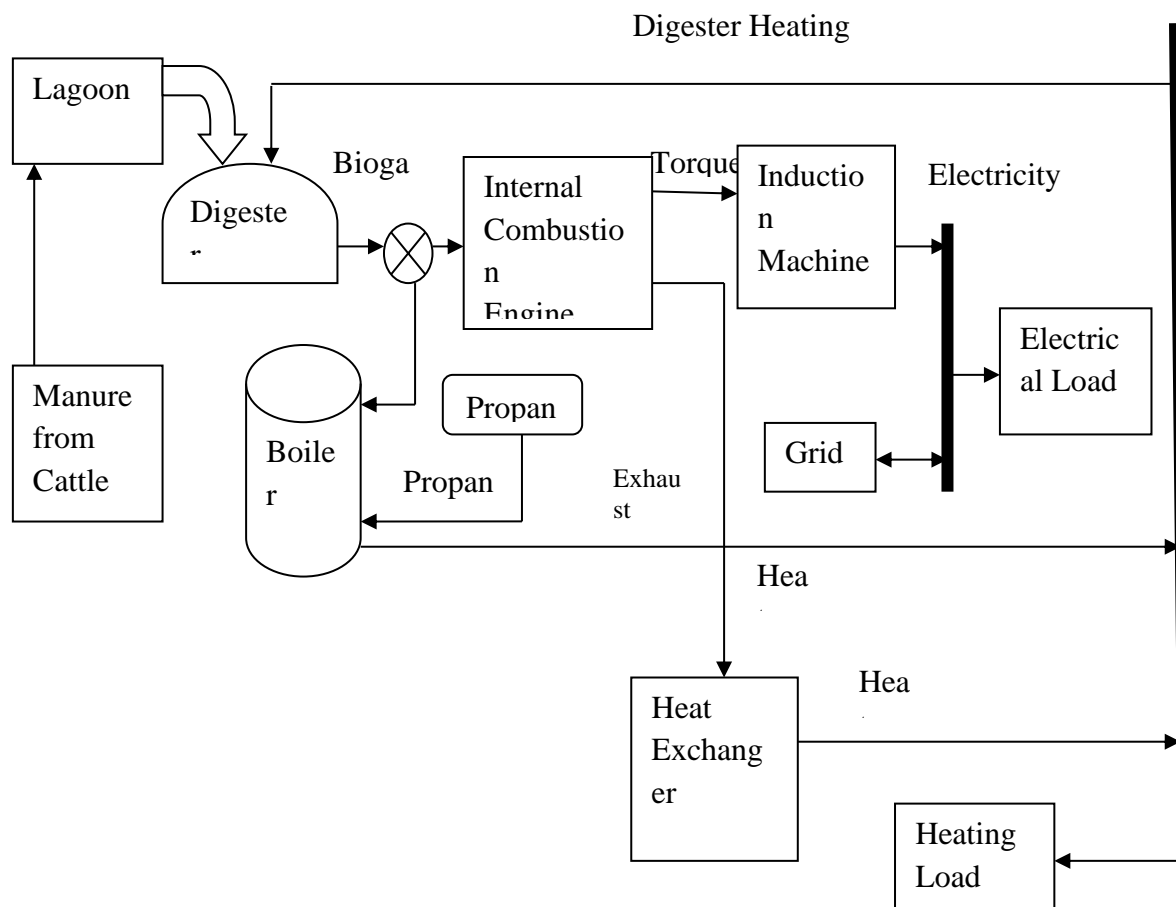 Digester Heating
Lagoon
Bioga
Torque
Internal
Combustio
n
Engine
Inductio
n
Machine
Electricity
Digeste
r
Electric
al Load
Manure
from
Cattle
Propan
Boile
r
Propan
Exhau
st
Grid
Hea
Hea
Heat
Exchang
er
Heating
Load